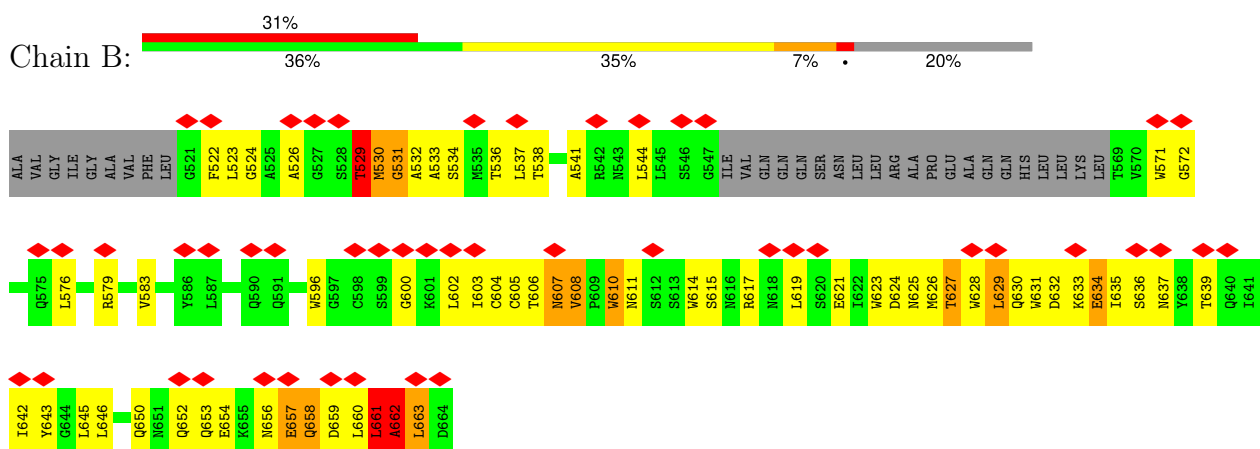 31%
Chain B:
36% 35% 7% • 20%
ALA VAL GLY ILE GLY ALA VAL PHE LEU G521 F522 L523 G524 A525 A526 G527 S528 T529 M530 G531 A532 A533 S534 M535 T536 L537 T538 A541 R542 N543 L544 L545 S546 G547 ILE VAL GLN GLN GLN SER ASN LEU LEU ARG ALA PRO GLU ALA GLN GLN HIS LEU LEU LYS LEU T569 V570 W571 G572
Q575 L576 R579 V583 Y586 L587 Q590 Q591 W596 G597 C598 S599 G600 K601 L602 I603 C604 C605 T606 N607 V608 P609 W610 N611 S612 S613 W614 S615 N616 R617 N618 L619 S620 E621 I622 W623 D624 N625 M626 T627 W628 L629 Q630 W631 D632 K633 E634 I635 S636 N637 Y638 T639 Q640 I641
I642 Y643 G644 L645 L646 Q650 N651 Q652 Q653 E654 K655 N656 E657 Q658 D659 L660 L661 A662 L663 D664